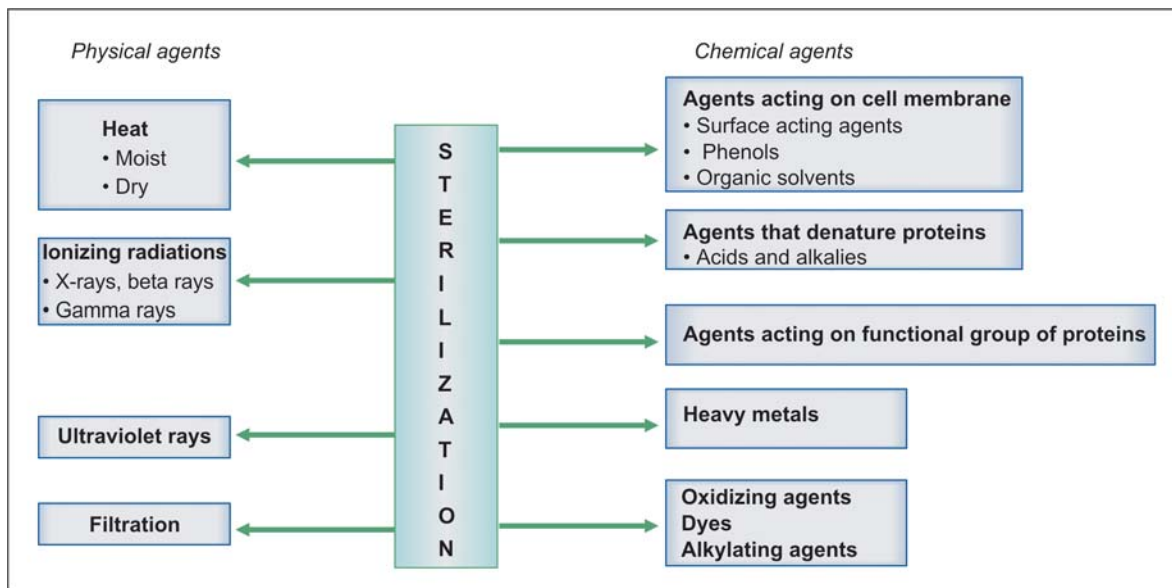 Physical agents
Heat
• Moist
• Dry
Ionizing radiations
• X-rays, beta rays
• Gamma rays
Ultraviolet rays
Filtration
STERILIZATION
Chemical agents
Agents acting on cell membrane
• Surface acting agents
• Phenols
• Organic solvents
Agents that denature proteins
• Acids and alkalies
Agents acting on functional group of proteins
Heavy metals
Oxidizing agents
Dyes
Alkylating agents